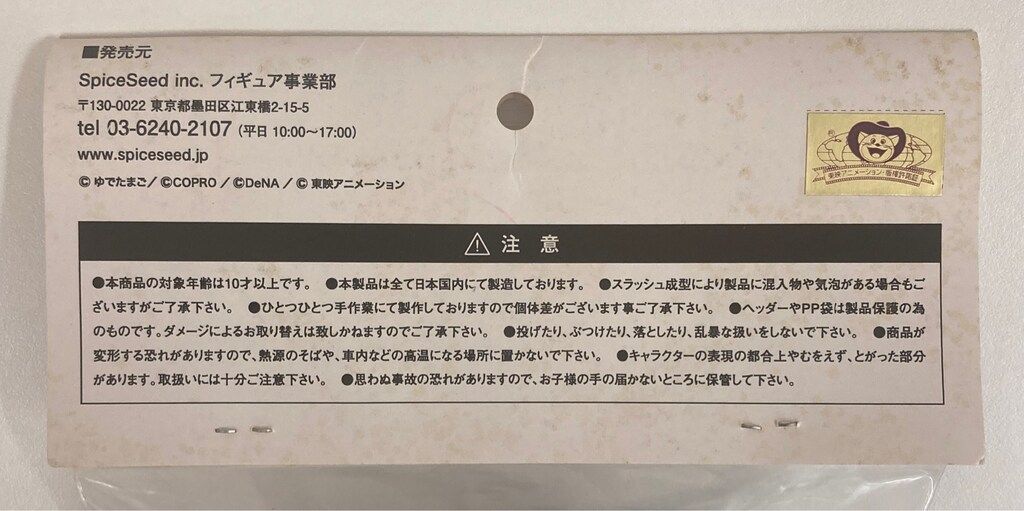 ■発売元
SpiceSeed inc. フィギュア事業部
〒130-0022 東京都墨田区江東橋2-15-5
tel 03-6240-2107 (平日 10:00～17:00)
www.spiceseed.jp
© ゆでたまご / ©COPRO / ©DeNA / © 東映アニメーション
東映アニメーション・版権許諾証
⚠ 注 意
●本商品の対象年齢は10才以上です。 ●本製品は全て日本国内にて製造しております。 ●スラッシュ成型により製品に混入物や気泡がある場合もご
ざいますがご了承下さい。 ●ひとつひとつ手作業にて製作しておりますので個体差がございます事ご了承下さい。 ●ヘッダーやPP袋は製品保護の為
のものです。ダメージによるお取り替えは致しかねますのでご了承下さい。 ●投げたり、ぶつけたり、落としたり、乱暴な扱いをしないで下さい。 ●商品が
変形する恐れがありますので、熱源のそばや、車内などの高温になる場所に置かないで下さい。 ●キャラクターの表現の都合上やむをえず、とがった部分
があります。取扱いには十分ご注意下さい。 ●思わぬ事故の恐れがありますので、お子様の手の届かないところに保管して下さい。